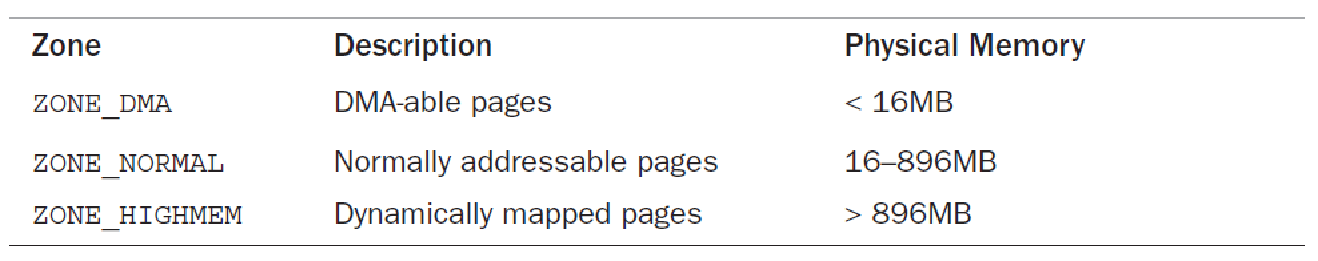 Zone Description Physical Memory
ZONE_DMA DMA-able pages < 16MB
ZONE_NORMAL Normally addressable pages 16–896MB
ZONE_HIGHMEM Dynamically mapped pages > 896MB